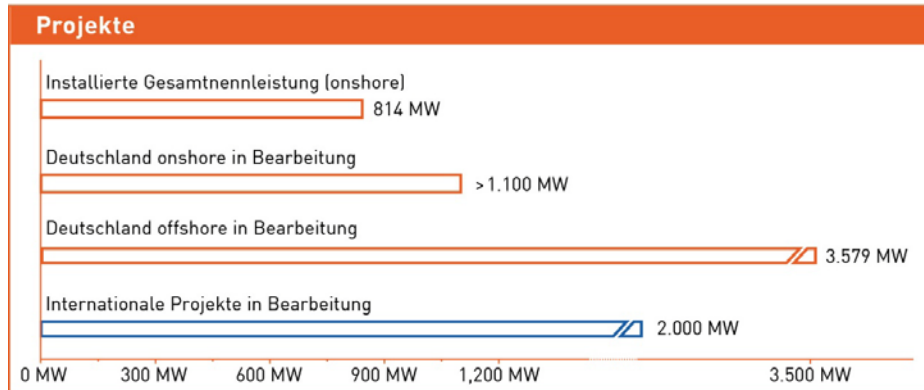 Projekte
Installierte Gesamtnennleistung (onshore)
814 MW
Deutschland onshore in Bearbeitung
>1.100 MW
Deutschland offshore in Bearbeitung
3.579 MW
Internationale Projekte in Bearbeitung
2.000 MW
0 MW 300 MW 600 MW 900 MW 1,200 MW 3.500 MW